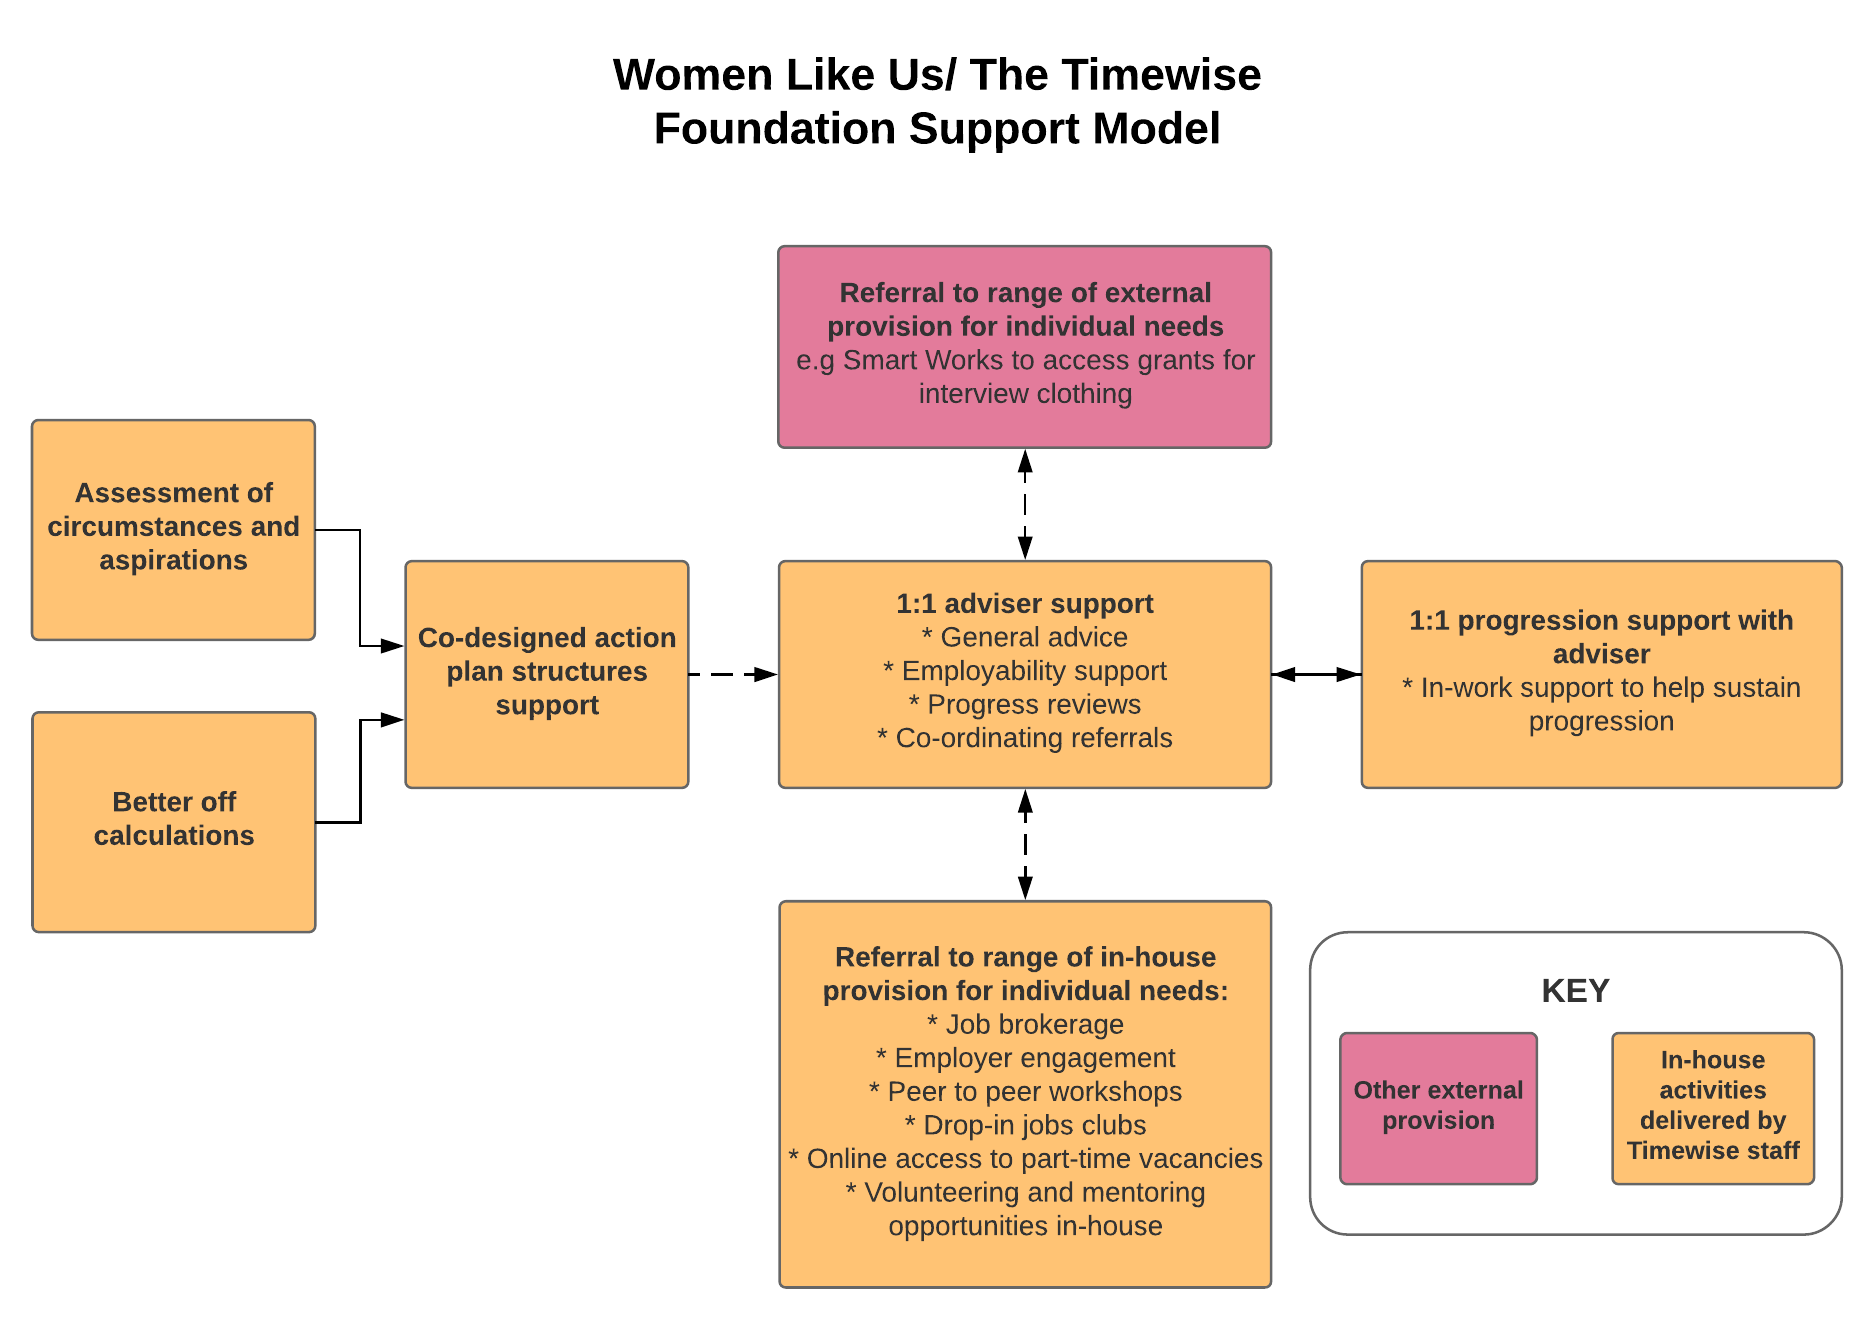 Women Like Us/ The Timewise
Foundation Support Model
Referral to range of external
provision for individual needs
e.g Smart Works to access grants for
interview clothing
Assessment of
circumstances and
aspirations
Better off
calculations
Co-designed action
plan structures
support
1:1 adviser support
* General advice
* Employability support
* Progress reviews
* Co-ordinating referrals
1:1 progression support with
adviser
* In-work support to help sustain
progression
Referral to range of in-house
provision for individual needs:
* Job brokerage
* Employer engagement
* Peer to peer workshops
* Drop-in jobs clubs
* Online access to part-time vacancies
* Volunteering and mentoring
opportunities in-house
KEY
Other external
provision
In-house
activities
delivered by
Timewise staff